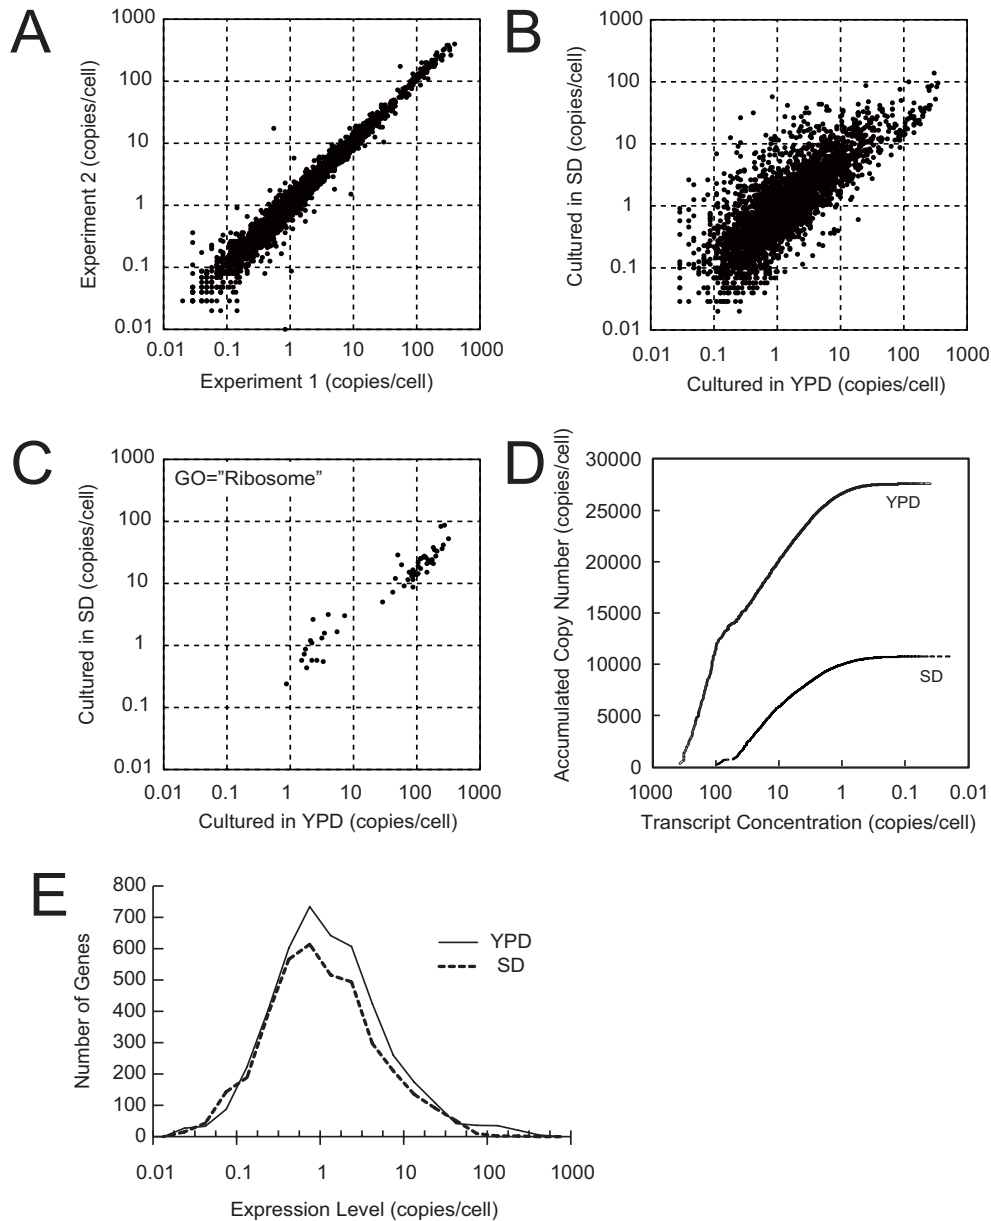 A
1000
100
10
1
0.1
0.01
Experiment 2 (copies/cell)
0.01 0.1 1 10 100 1000
Experiment 1 (copies/cell)
B
1000
100
10
1
0.1
0.01
Cultured in SD (copies/cell)
0.01 0.1 1 10 100 1000
Cultured in YPD (copies/cell)
C
GO="Ribosome"
1000
100
10
1
0.1
0.01
Cultured in SD (copies/cell)
0.01 0.1 1 10 100 1000
Cultured in YPD (copies/cell)
D
30000
25000
20000
15000
10000
5000
0
Accumulated Copy Number (copies/cell)
YPD
SD
1000 100 10 1 0.1 0.01
Transcript Concentration (copies/cell)
E
800
700
600
500
400
300
200
100
0
Number of Genes
YPD
SD
0.01 0.1 1 10 100 1000
Expression Level (copies/cell)